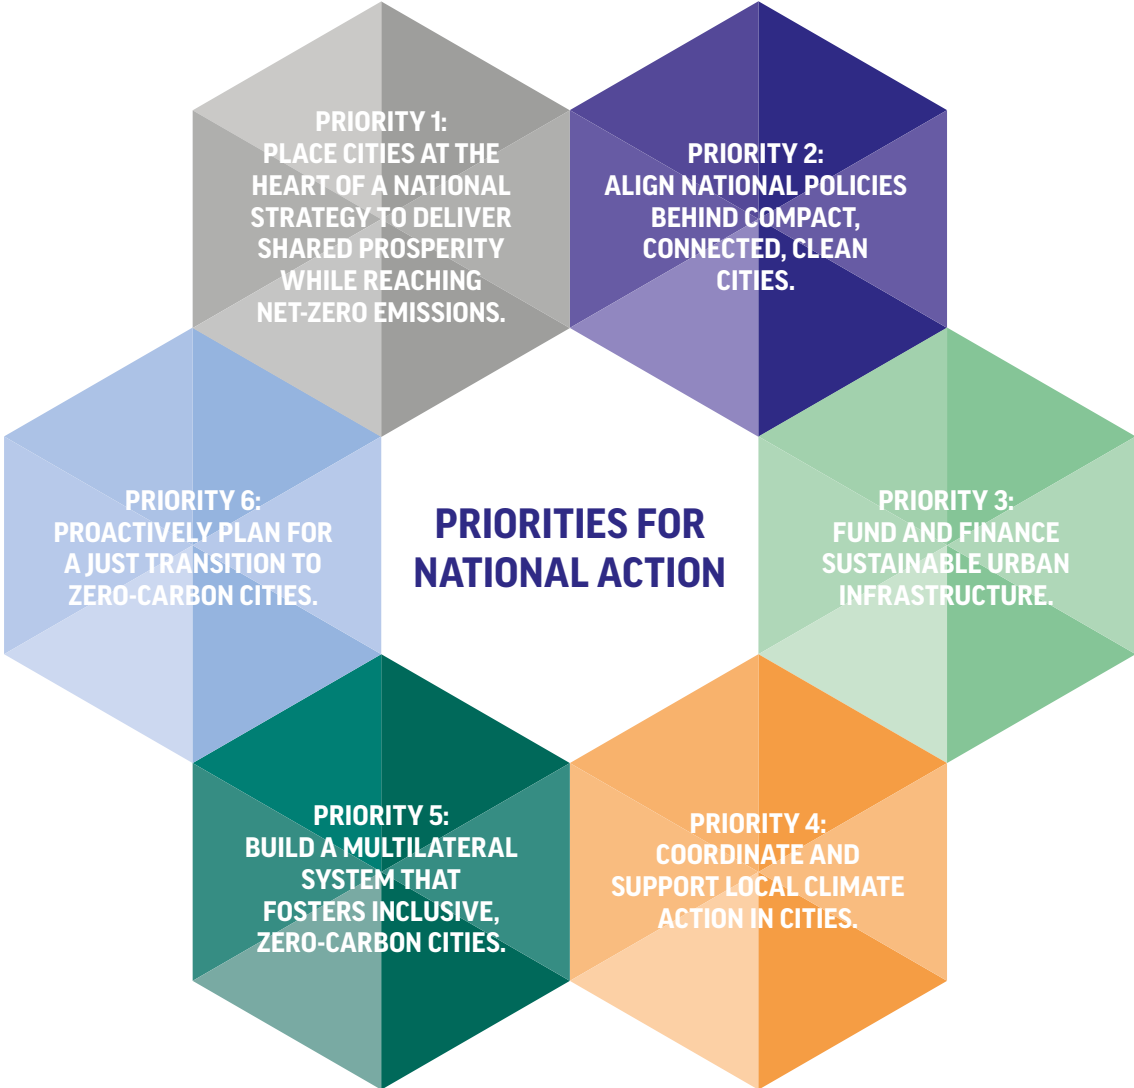 PRIORITY 1:
PLACE CITIES AT THE
HEART OF A NATIONAL
STRATEGY TO DELIVER
SHARED PROSPERITY
WHILE REACHING
NET-ZERO EMISSIONS.
PRIORITY 2:
ALIGN NATIONAL POLICIES
BEHIND COMPACT,
CONNECTED, CLEAN
CITIES.
PRIORITY 6:
PROACTIVELY PLAN FOR
A JUST TRANSITION TO
ZERO-CARBON CITIES.
PRIORITIES FOR
NATIONAL ACTION
PRIORITY 3:
FUND AND FINANCE
SUSTAINABLE URBAN
INFRASTRUCTURE.
PRIORITY 5:
BUILD A MULTILATERAL
SYSTEM THAT
FOSTERS INCLUSIVE,
ZERO-CARBON CITIES.
PRIORITY 4:
COORDINATE AND
SUPPORT LOCAL CLIMATE
ACTION IN CITIES.